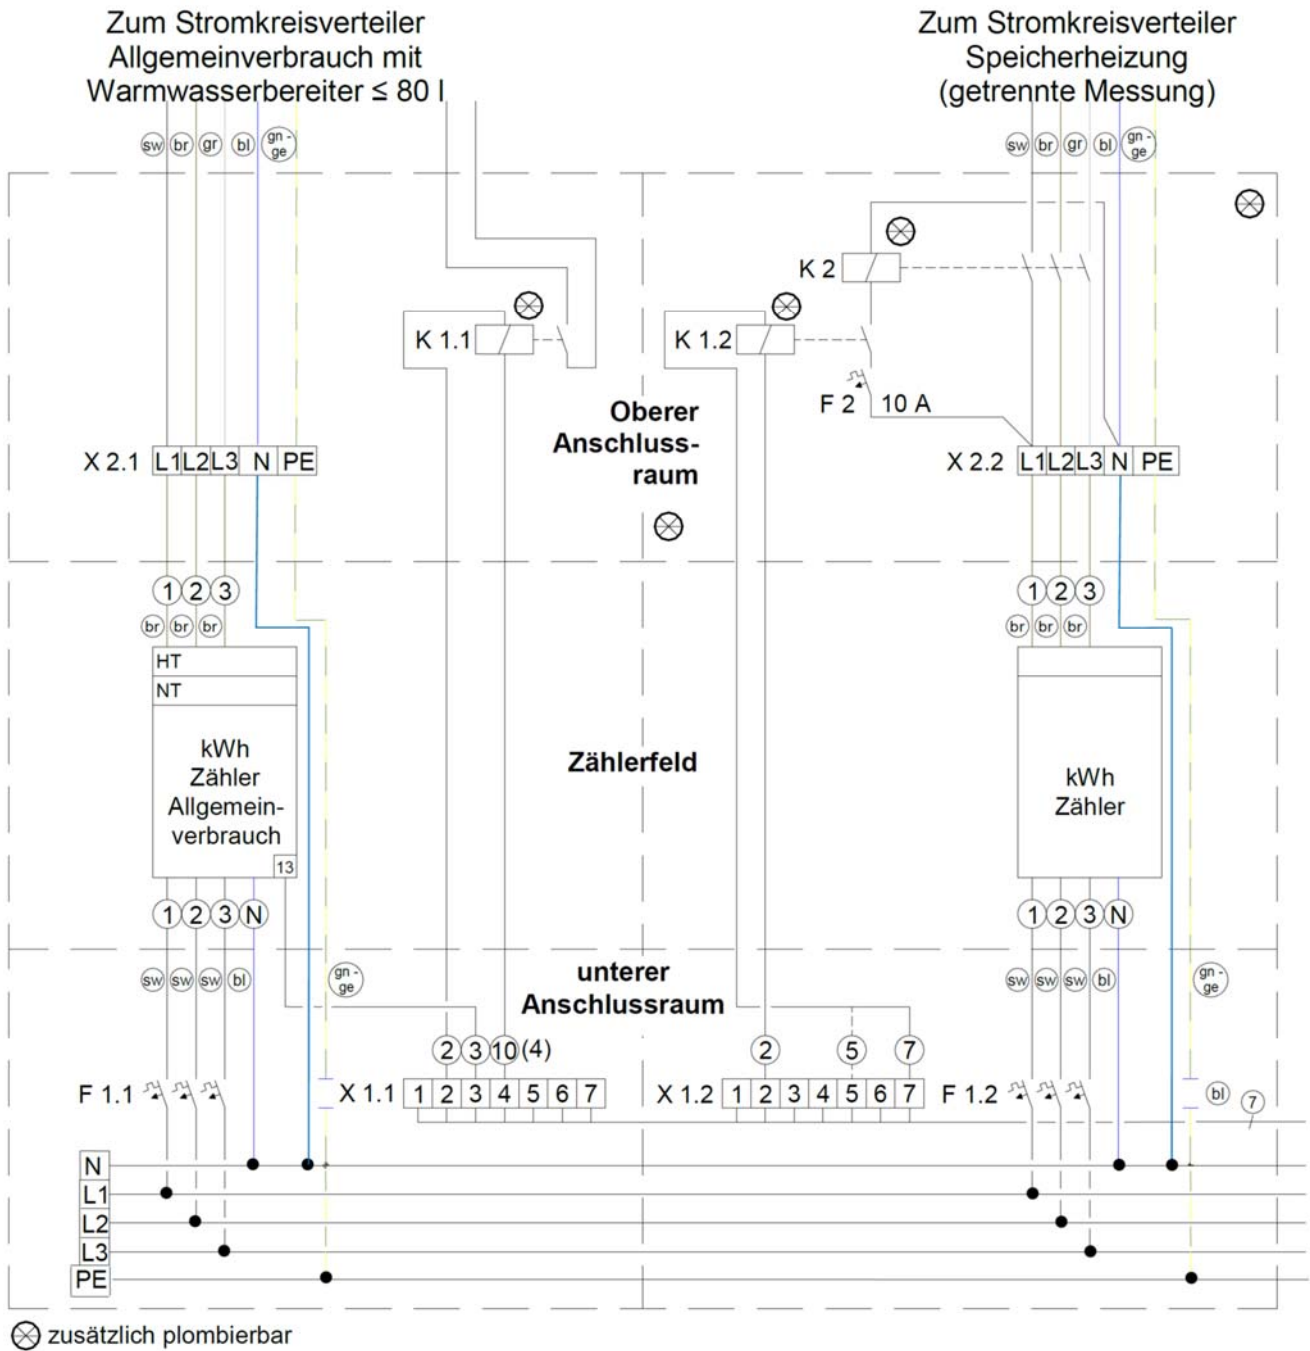 Zum Stromkreisverteiler
Allgemeinverbrauch mit
Warmwasserbereiter ≤ 80 l
Zum Stromkreisverteiler
Speicherheizung
(getrennte Messung)
sw br gr bl gn - ge
sw br gr bl gn - ge
K 2
K 1.1
K 1.2
F 2 10 A
Oberer
Anschluss-
raum
X 2.1 L1 L2 L3 N PE
X 2.2 L1 L2 L3 N PE
1 2 3
1 2 3
br br br
br br br
HT
NT
kWh
Zähler
Allgemein-
verbrauch
13
Zählerfeld
kWh
Zähler
1 2 3 N
1 2 3 N
unterer
Anschlussraum
sw sw sw bl gn - ge
sw sw sw bl gn - ge
2 3 10 (4)
2 5 7
F 1.1
X 1.1 1 2 3 4 5 6 7
X 1.2 1 2 3 4 5 6 7
F 1.2
bl 7
N
L1
L2
L3
PE
zusätzlich plombierbar